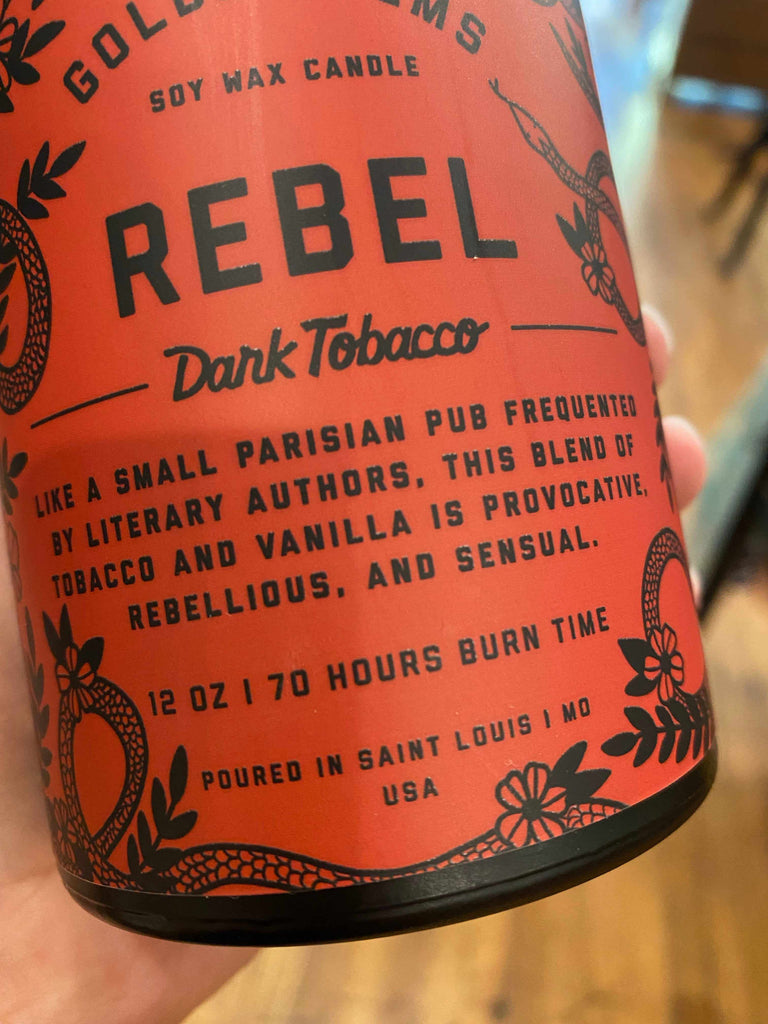 SOY WAX CANDLE
REBEL
Dark Tobacco
LIKE A SMALL PARISIAN PUB FREQUENTED
BY LITERARY AUTHORS, THIS BLEND OF
TOBACCO AND VANILLA IS PROVOCATIVE,
REBELLIOUS, AND SENSUAL.
12 OZ | 70 HOURS BURN TIME
POURED IN SAINT LOUIS | MO
USA